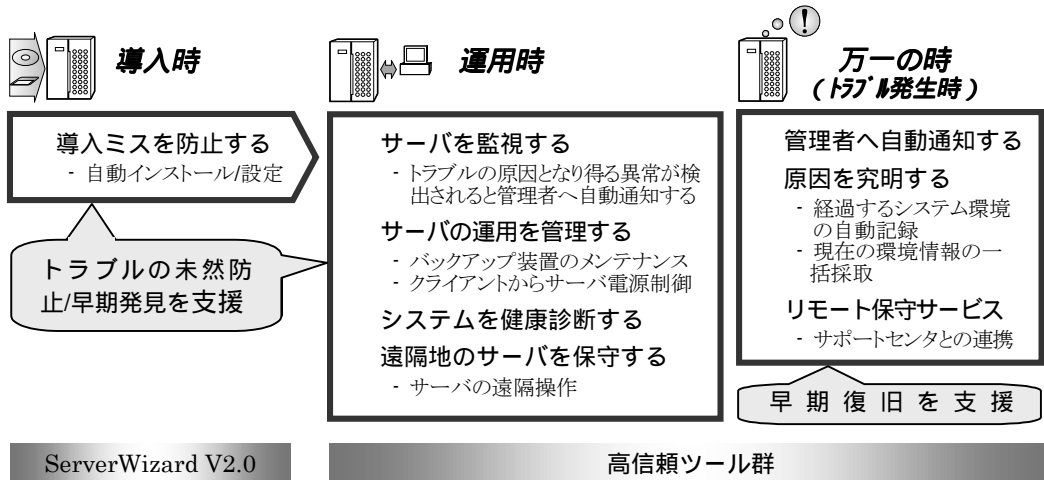 導入時
導入ミスを防止する
- 自動インストール/設定
トラブルの未然防
止/早期発見を支援
ServerWizard V2.0
運用時
サーバを監視する
- トラブルの原因となり得る異常が検
出されると管理者へ自動通知する
サーバの運用を管理する
- バックアップ装置のメンテナンス
- クライアントからサーバ電源制御
システムを健康診断する
遠隔地のサーバを保守する
- サーバの遠隔操作
万一の時
(トラブル発生時)
管理者へ自動通知する
原因を究明する
- 経過するシステム環境
の自動記録
- 現在の環境情報の一
括採取
リモート保守サービス
- サポートセンタとの連携
早期復旧を支援
高信頼ツール群